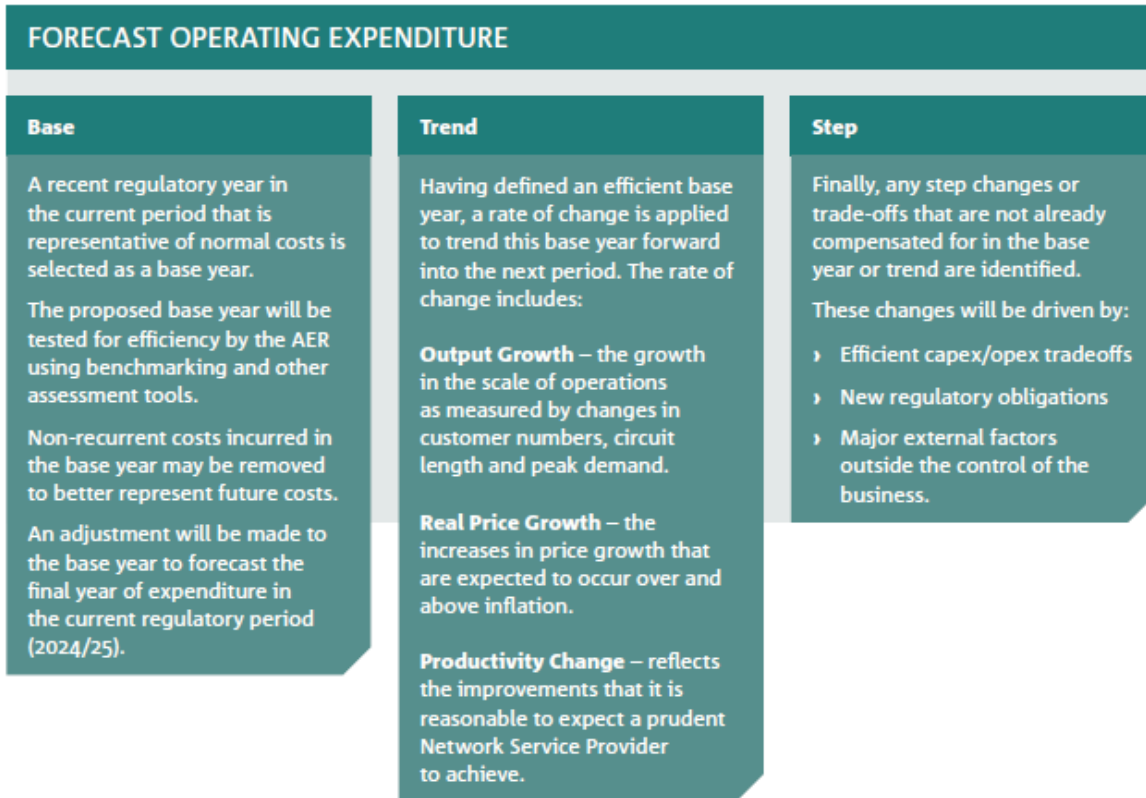 FORECAST OPERATING EXPENDITURE
Base
A recent regulatory year in
the current period that is
representative of normal costs is
selected as a base year.
The proposed base year will be
tested for efficiency by the AER
using benchmarking and other
assessment tools.
Non-recurrent costs incurred in
the base year may be removed
to better represent future costs.
An adjustment will be made to
the base year to forecast the
final year of expenditure in
the current regulatory period
(2024/25).
Trend
Having defined an efficient base
year, a rate of change is applied
to trend this base year forward
into the next period. The rate of
change includes:
Output Growth – the growth
in the scale of operations
as measured by changes in
customer numbers, circuit
length and peak demand.
Real Price Growth – the
increases in price growth that
are expected to occur over and
above inflation.
Productivity Change – reflects
the improvements that it is
reasonable to expect a prudent
Network Service Provider
to achieve.
Step
Finally, any step changes or
trade-offs that are not already
compensated for in the base
year or trend are identified.
These changes will be driven by:
› Efficient capex/opex tradeoffs
› New regulatory obligations
› Major external factors
outside the control of the
business.